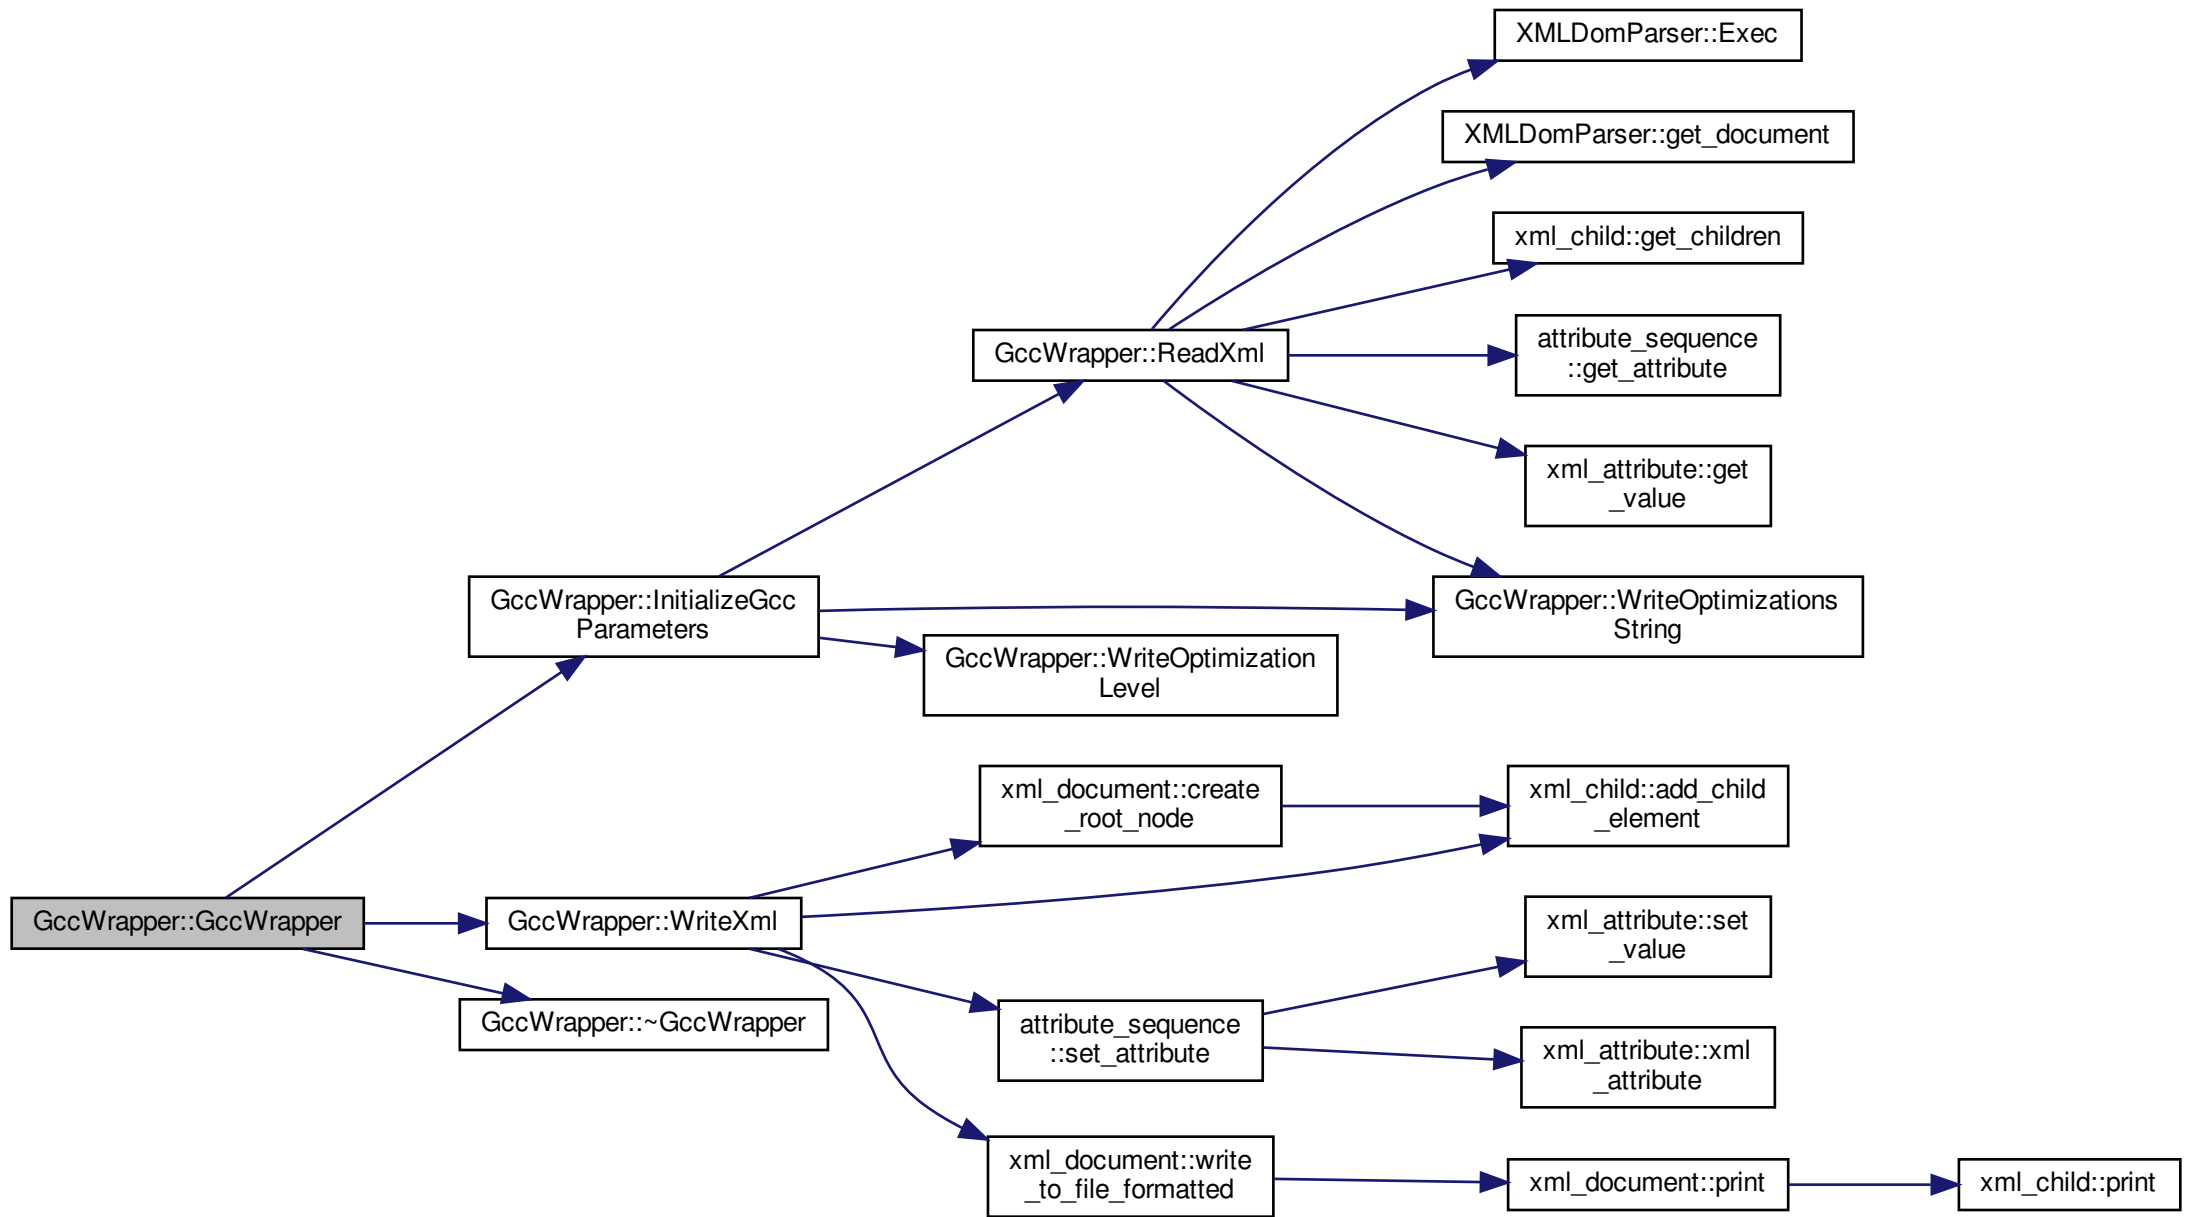 XMLDomParser::Exec
XMLDomParser::get_document
xml_child::get_children
GccWrapper::ReadXml
attribute_sequence
::get_attribute
xml_attribute::get
_value
GccWrapper::InitializeGcc
Parameters
GccWrapper::WriteOptimizations
String
GccWrapper::WriteOptimization
Level
xml_document::create
_root_node
xml_child::add_child
_element
GccWrapper::GccWrapper
GccWrapper::WriteXml
xml_attribute::set
_value
GccWrapper::~GccWrapper
attribute_sequence
::set_attribute
xml_attribute::xml
_attribute
xml_document::write
_to_file_formatted
xml_document::print
xml_child::print